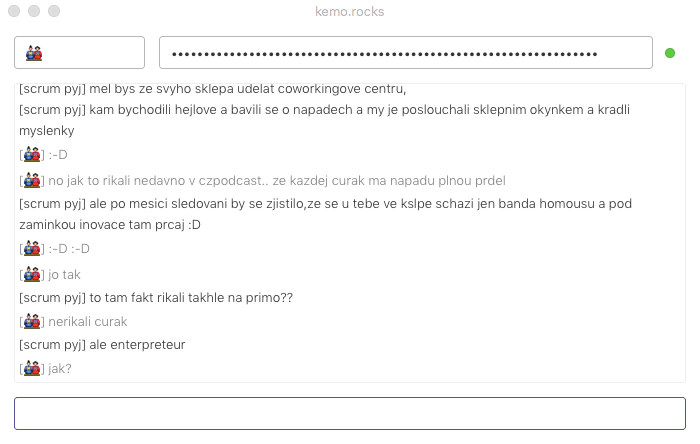 kemo.rocks
🎎
••••••••••••••••••••••••••••••••••••••••••••••••••••••••••••••••••
[scrum pyj] mel bys ze svyho sklepa udelat coworkingove centru,
[scrum pyj] kam bychodili hejlove a bavili se o napadech a my je poslouchali sklepnim okynkem a kradli
myslenky
[🎎] :-D
[🎎] no jak to rikali nedavno v czpodcast.. ze kazdej curak ma napadu plnou prdel
[scrum pyj] ale po mesici sledovani by se zjistilo,ze se u tebe ve kslpe schazi jen banda homousu a pod
zaminkou inovace tam prcaj :D
[🎎] :-D :-D
[🎎] jo tak
[scrum pyj] to tam fakt rikali takhle na primo??
[🎎] nerikali curak
[scrum pyj] ale enterpreteur
[🎎] jak?